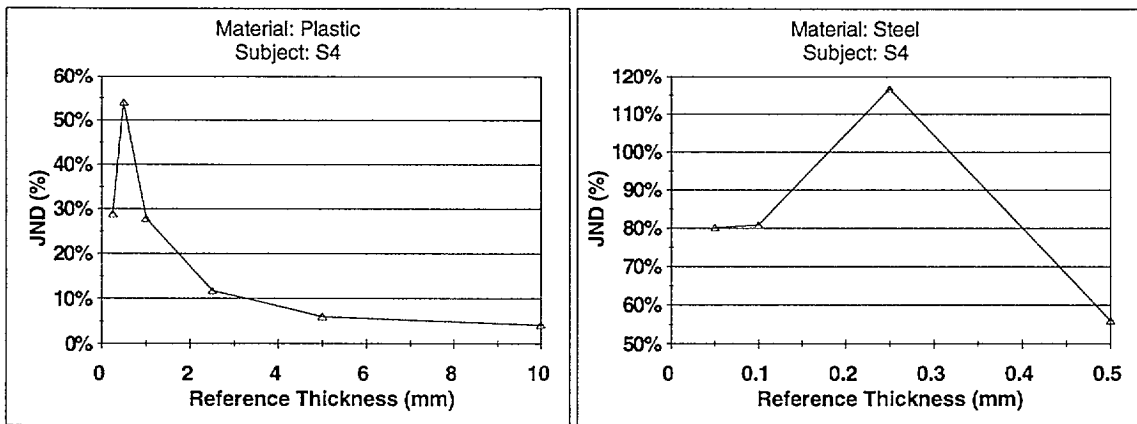 Material: Plastic
Subject: S4
60%
50%
40%
30%
20%
10%
0%
JND (%)
0 2 4 6 8 10
Reference Thickness (mm)
Material: Steel
Subject: S4
120%
110%
100%
90%
80%
70%
60%
50%
JND (%)
0 0.1 0.2 0.3 0.4 0.5
Reference Thickness (mm)